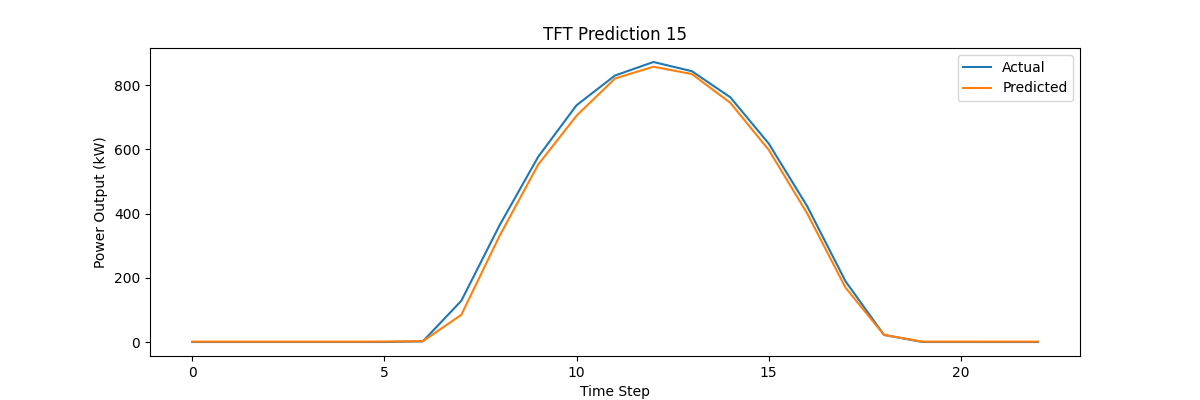 TFT Prediction 15
Actual
Predicted
Power Output (kW)
800
600
400
200
0
0 5 10 15 20
Time Step